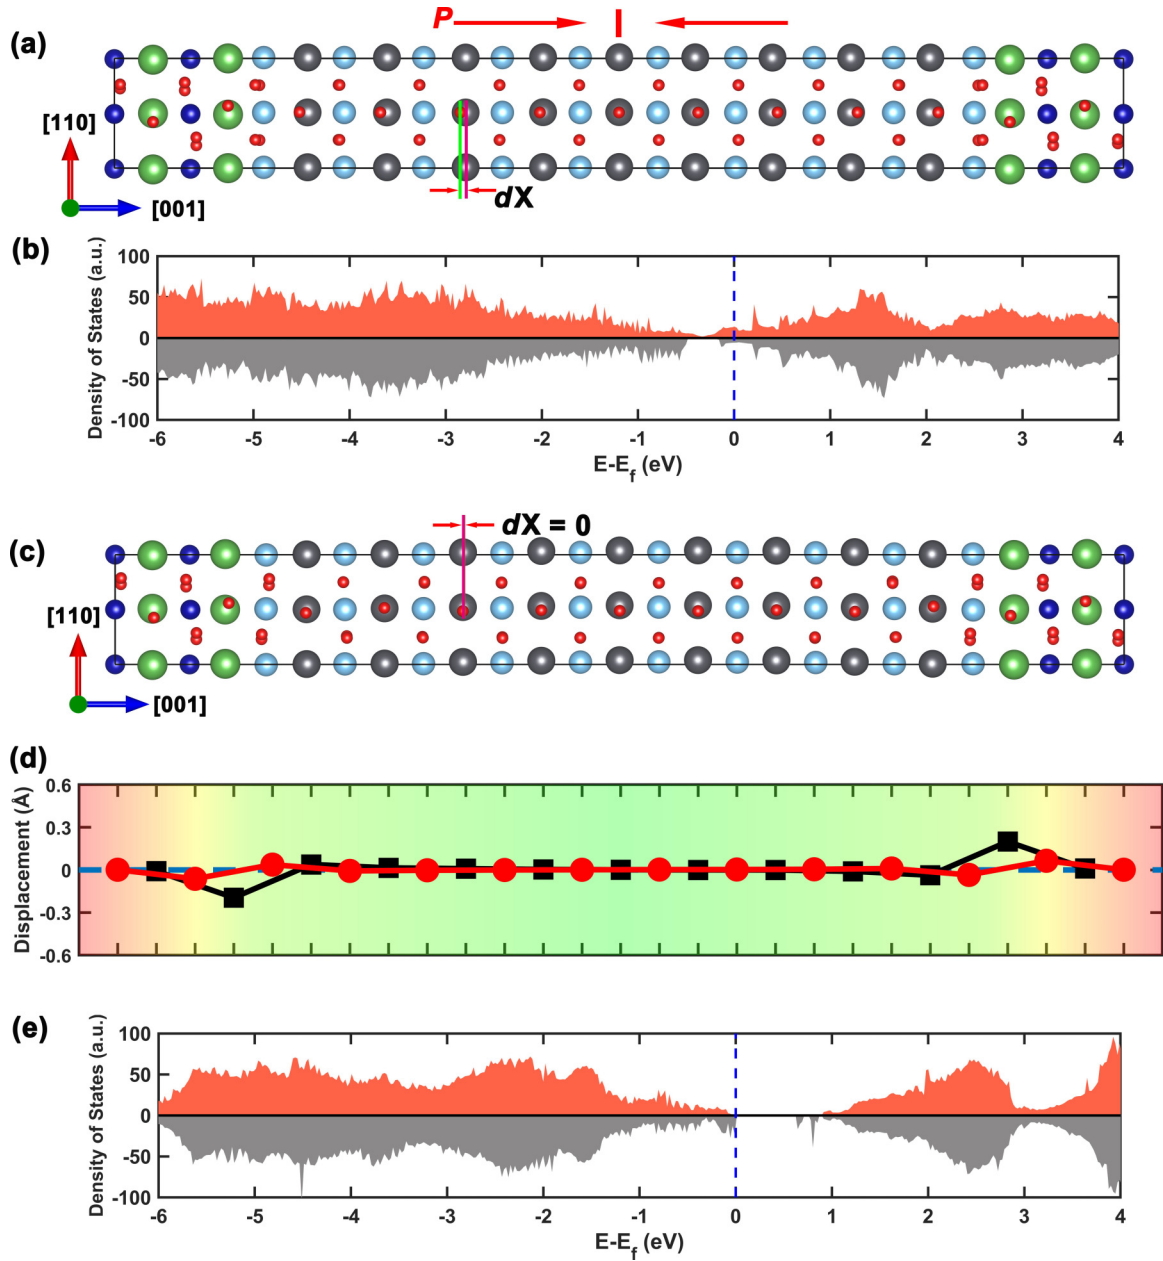 (a)
P
I
[110]
[001]
dX
(b)
Density of States (a.u.)
100
50
0
-50
-100
-6 -5 -4 -3 -2 -1 0 1 2 3 4
E-Ef (eV)
(c)
dX = 0
[110]
[001]
(d)
Displacement (Å)
0.6
0.3
0
-0.3
-0.6
(e)
Density of States (a.u.)
100
50
0
-50
-100
-6 -5 -4 -3 -2 -1 0 1 2 3 4
E-Ef (eV)